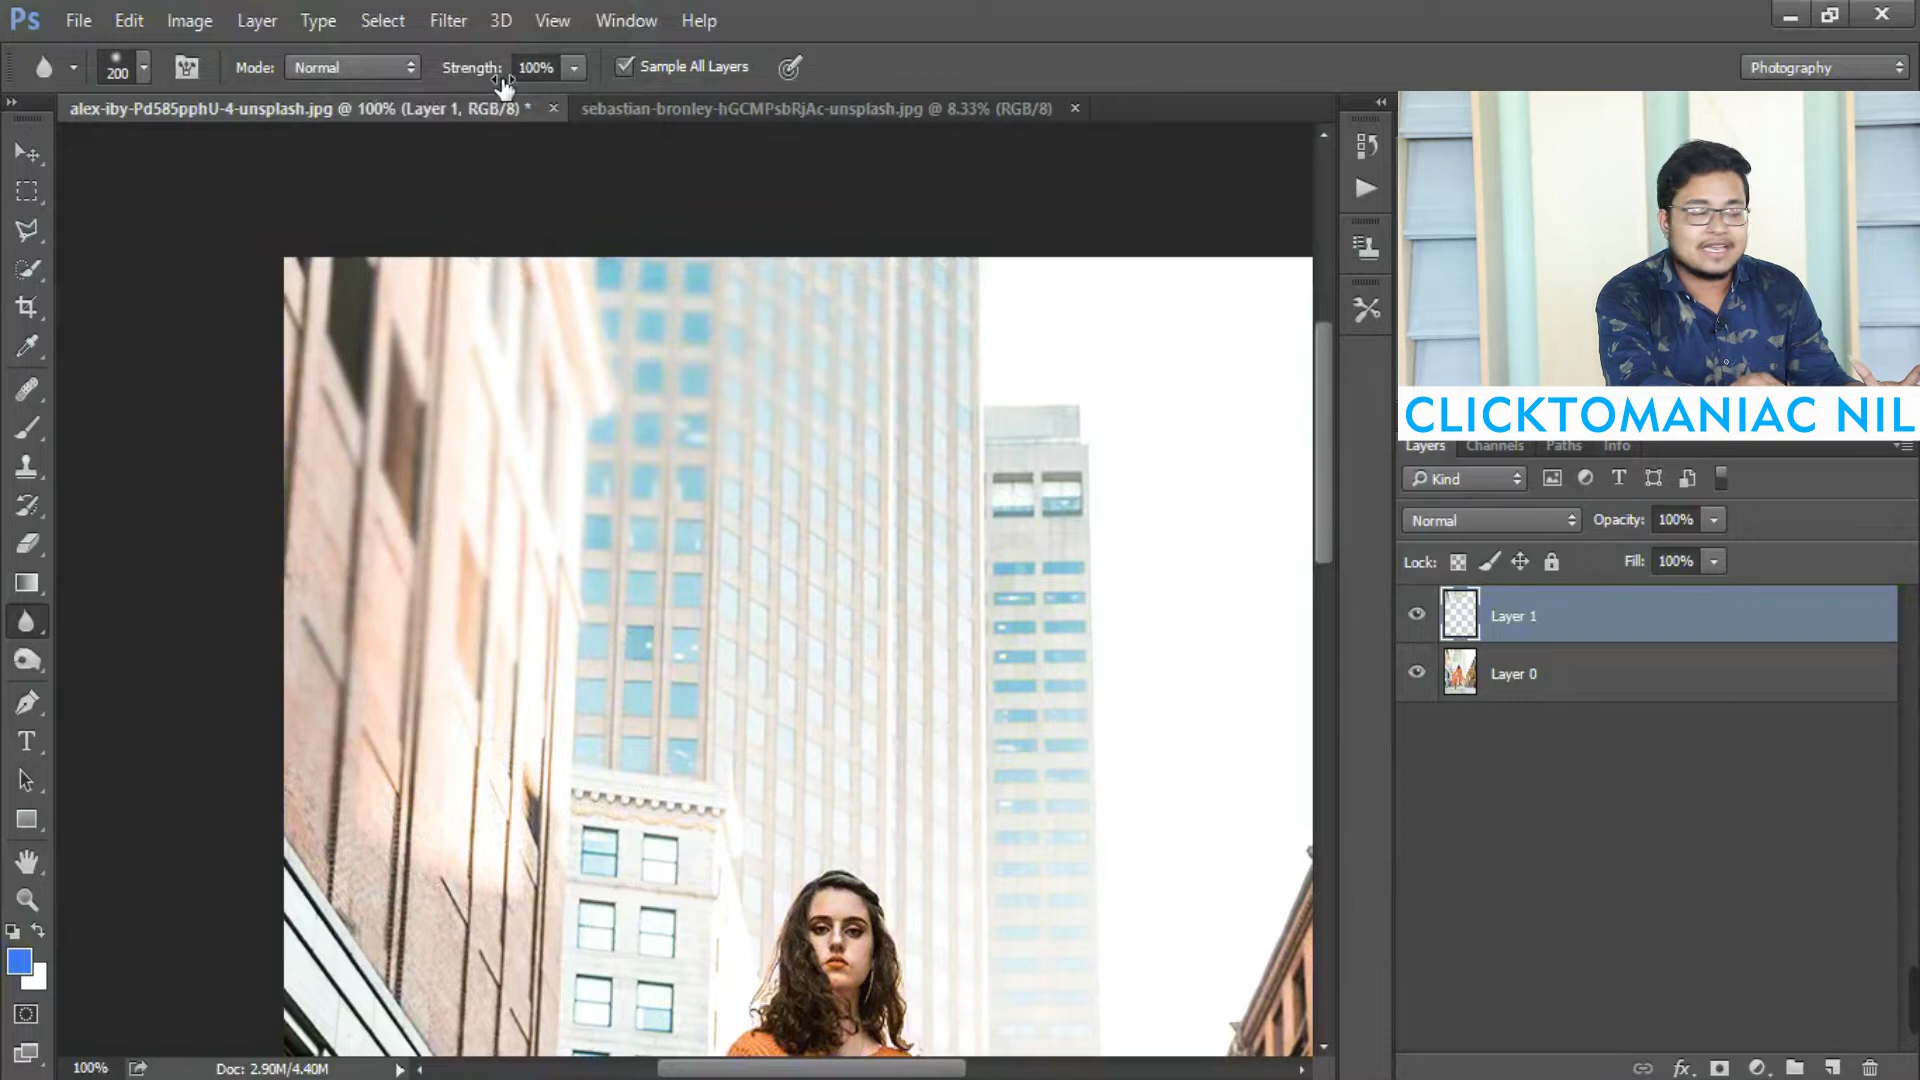 Ps File Edit Image Layer Type Select Filter 3D View Window Help
200 Mode: Normal Strength: 100% Sample All Layers Photography
alex-iby-Pd585pphU-4-unsplash.jpg @ 100% (Layer 1, RGB/8) * × sebastian-bronley-hGCMPsbRjAc-unsplash.jpg @ 8.33% (RGB/8) ×
CLICKTOMANIAC NIL
Layers Channels Paths Info
Kind
Normal Opacity: 100%
Lock: Fill: 100%
Layer 1
Layer 0
100% Doc: 2.90M/4.40M